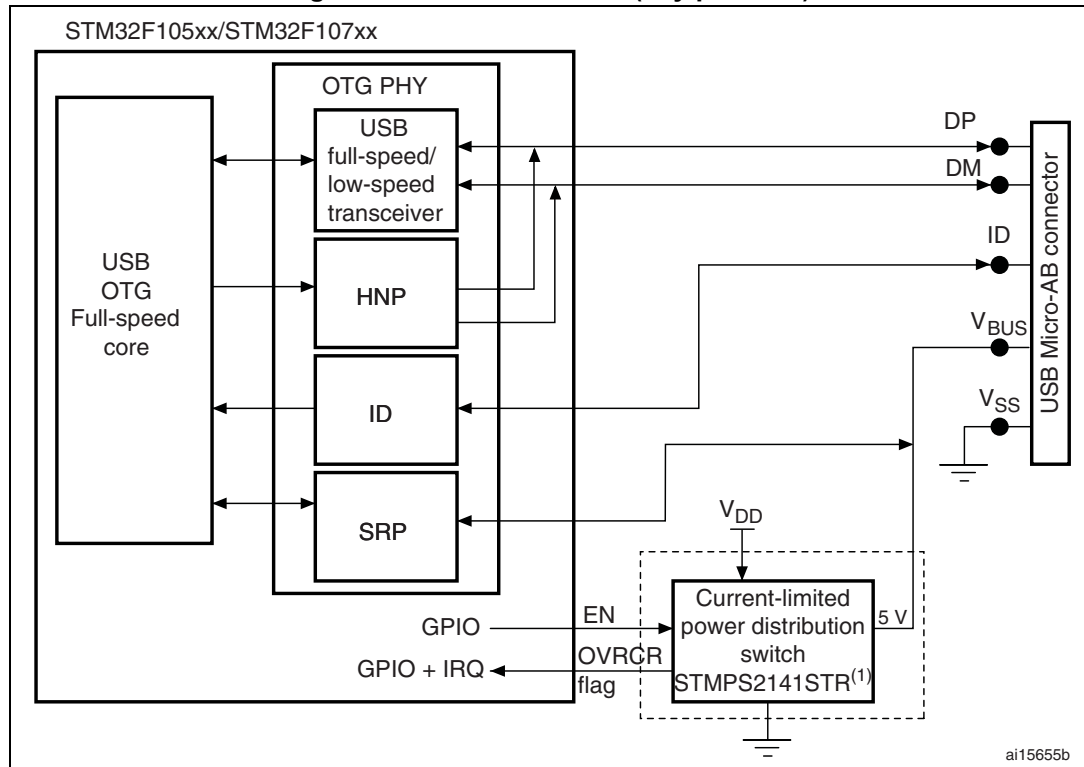 STM32F105xx/STM32F107xx
OTG PHY
USB
full-speed/
low-speed
transceiver
HNP
ID
SRP
USB
OTG
Full-speed
core
DP
DM
ID
VBUS
VSS
USB Micro-AB connector
VDD
Current-limited
power distribution
switch
STMPS2141STR(1)
5 V
GPIO
EN
GPIO + IRQ
OVRCR
flag
ai15655b